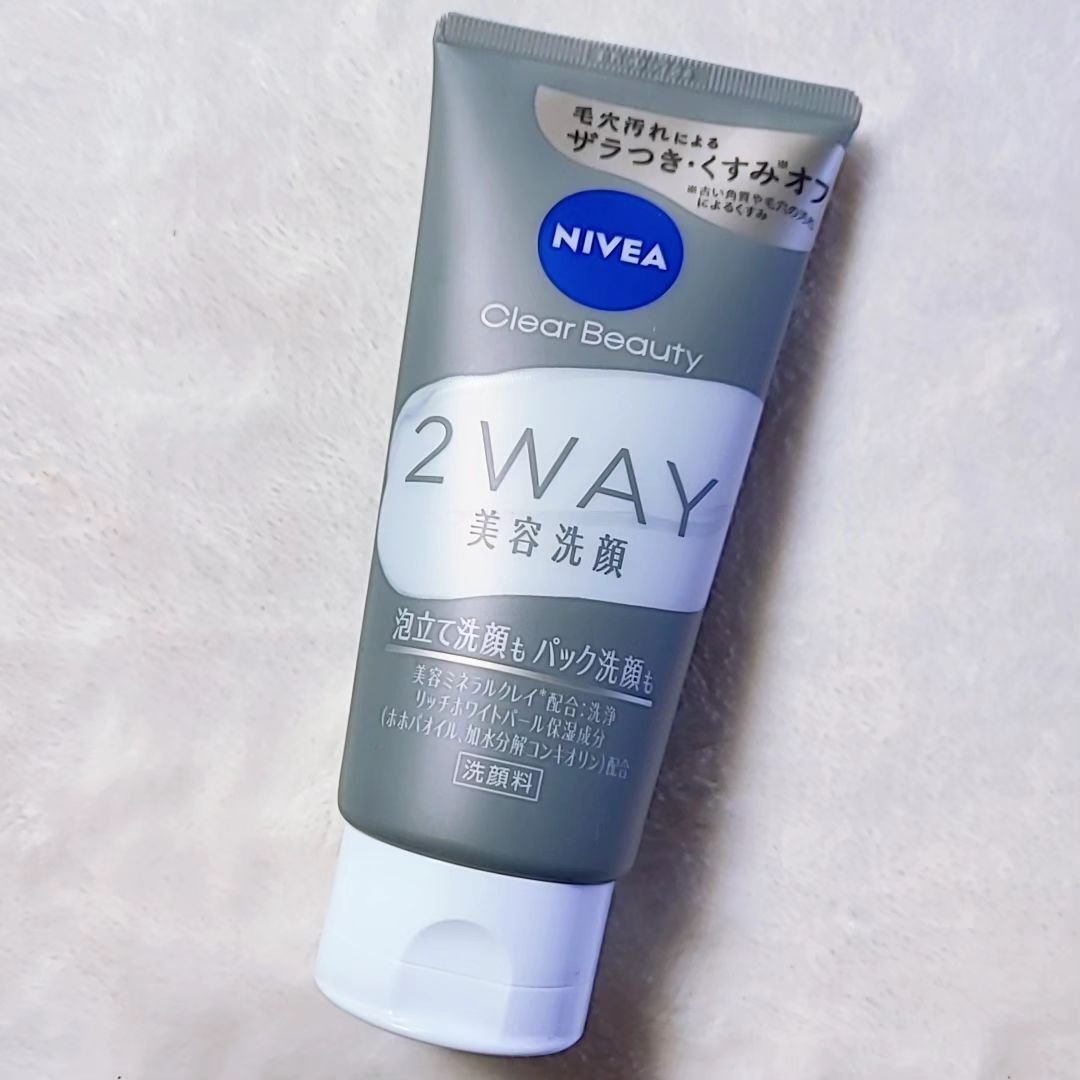 毛穴汚れによる
ザラつき・くすみ※オフ
※古い角質や毛穴の汚れ
によるくすみ
NIVEA
Clear Beauty
2 WAY
美容洗顔
泡立て洗顔も パック洗顔も
美容ミネラルクレイ*配合:洗浄
リッチホワイトパール保湿成分
(ホホバオイル、加水分解コンキオリン)配合
洗顔料